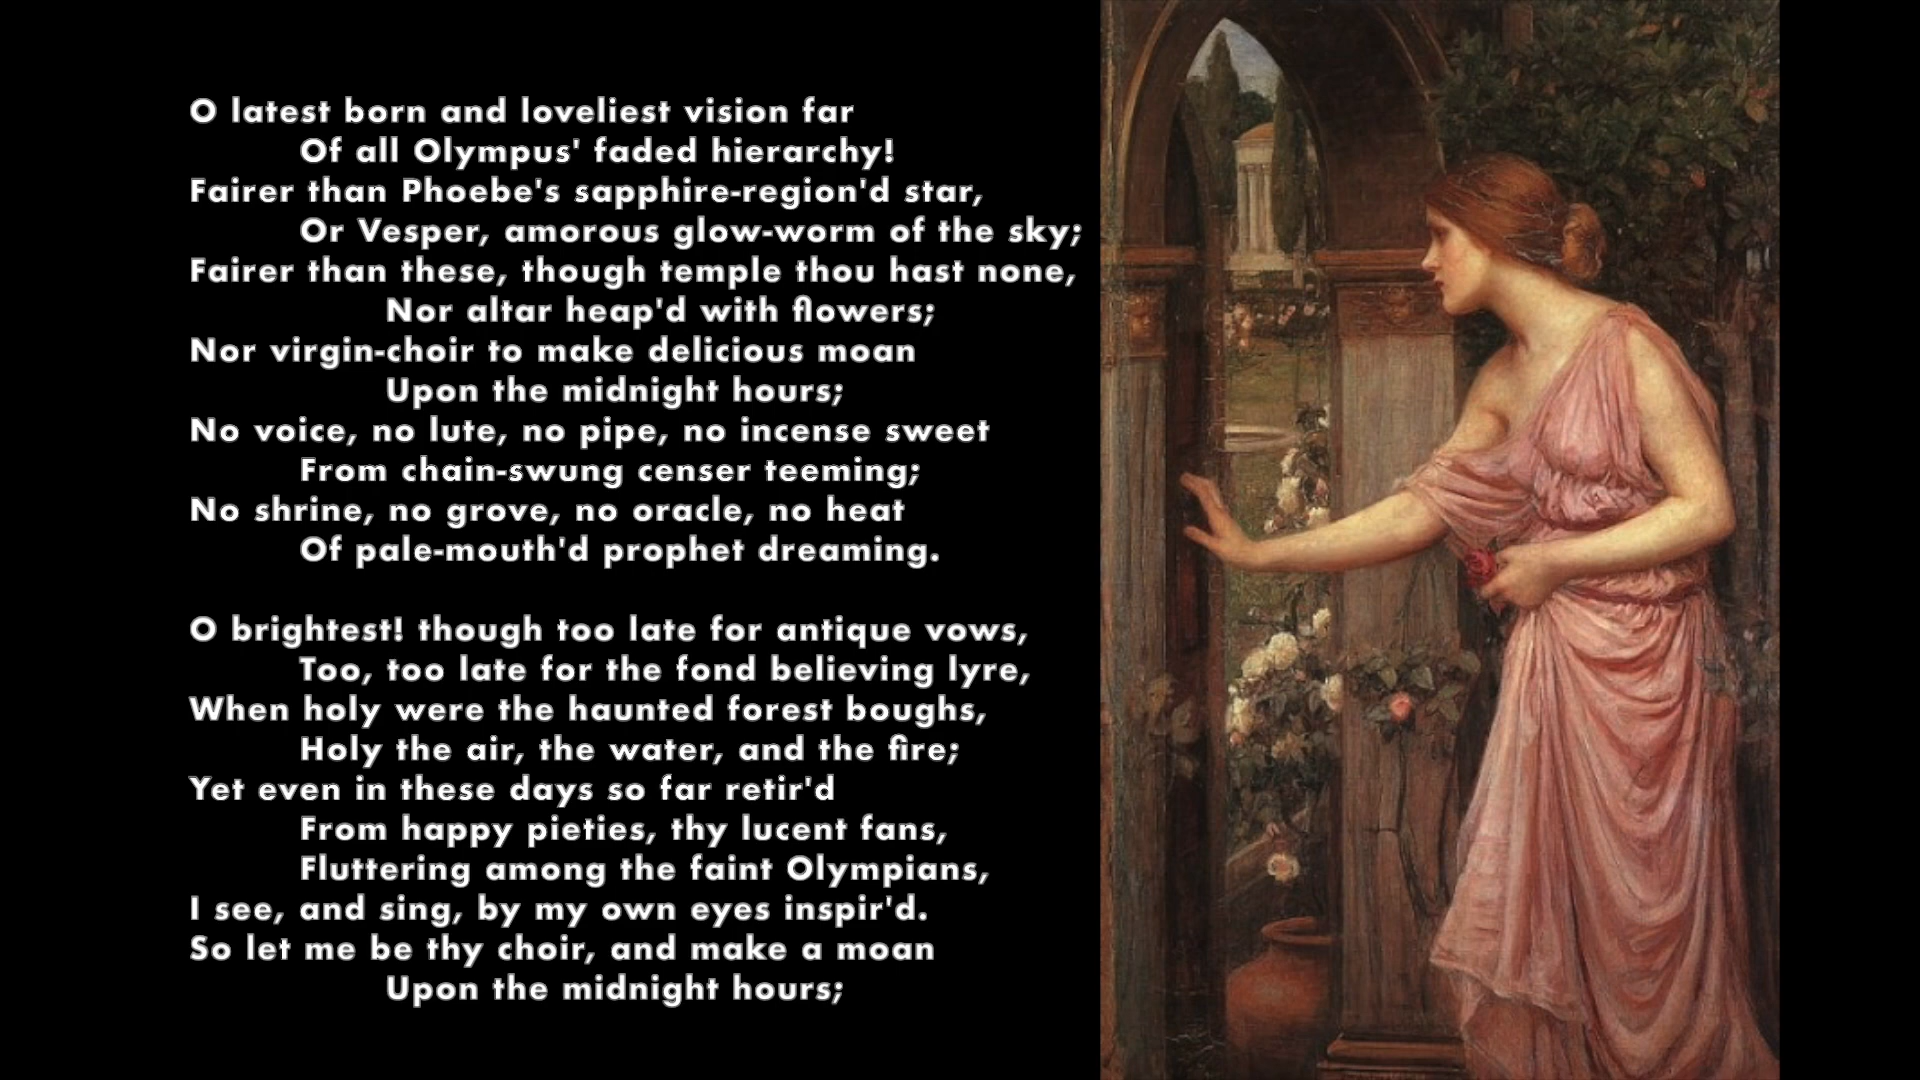 O latest born and loveliest vision far
Of all Olympus' faded hierarchy!
Fairer than Phoebe's sapphire-region'd star,
Or Vesper, amorous glow-worm of the sky;
Fairer than these, though temple thou hast none,
Nor altar heap'd with flowers;
Nor virgin-choir to make delicious moan
Upon the midnight hours;
No voice, no lute, no pipe, no incense sweet
From chain-swung censer teeming;
No shrine, no grove, no oracle, no heat
Of pale-mouth'd prophet dreaming.

O brightest! though too late for antique vows,
Too, too late for the fond believing lyre,
When holy were the haunted forest boughs,
Holy the air, the water, and the fire;
Yet even in these days so far retir'd
From happy pieties, thy lucent fans,
Fluttering among the faint Olympians,
I see, and sing, by my own eyes inspir'd.
So let me be thy choir, and make a moan
Upon the midnight hours;